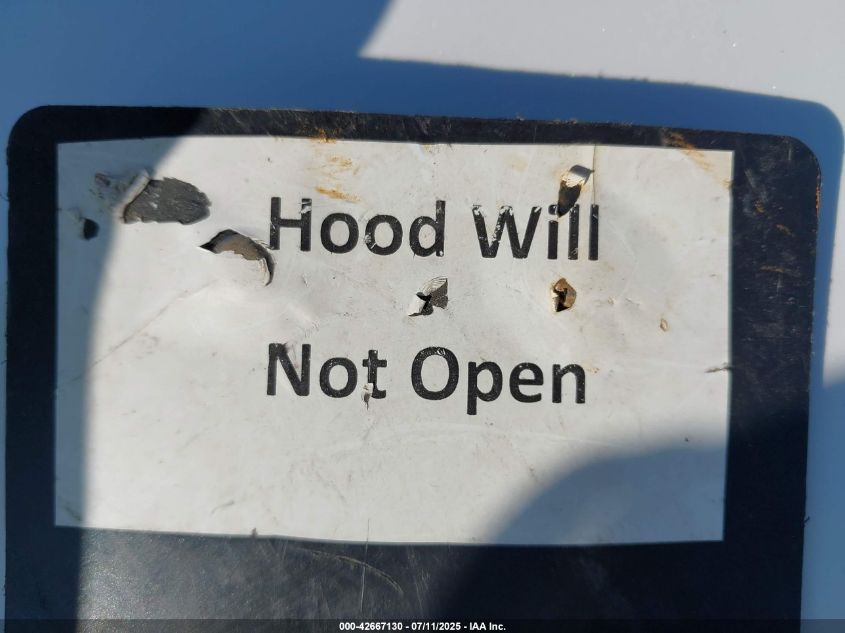 Hood Will
Not Open
000-42667130 - 07/11/2025 - IAA Inc.